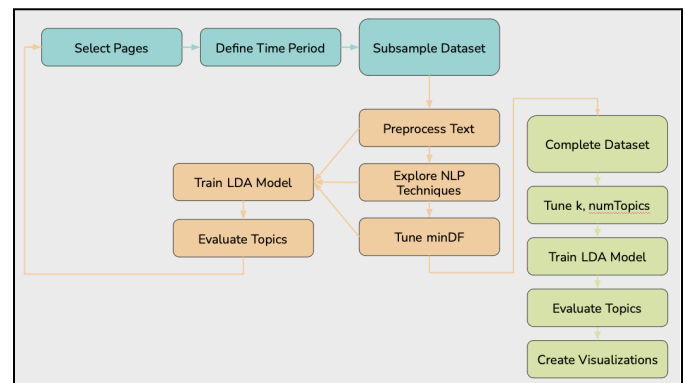 Select Pages
Define Time Period
Subsample Dataset
Preprocess Text
Explore NLP
Techniques
Tune minDF
Train LDA Model
Evaluate Topics
Complete Dataset
Tune k, numTopics
Train LDA Model
Evaluate Topics
Create Visualizations